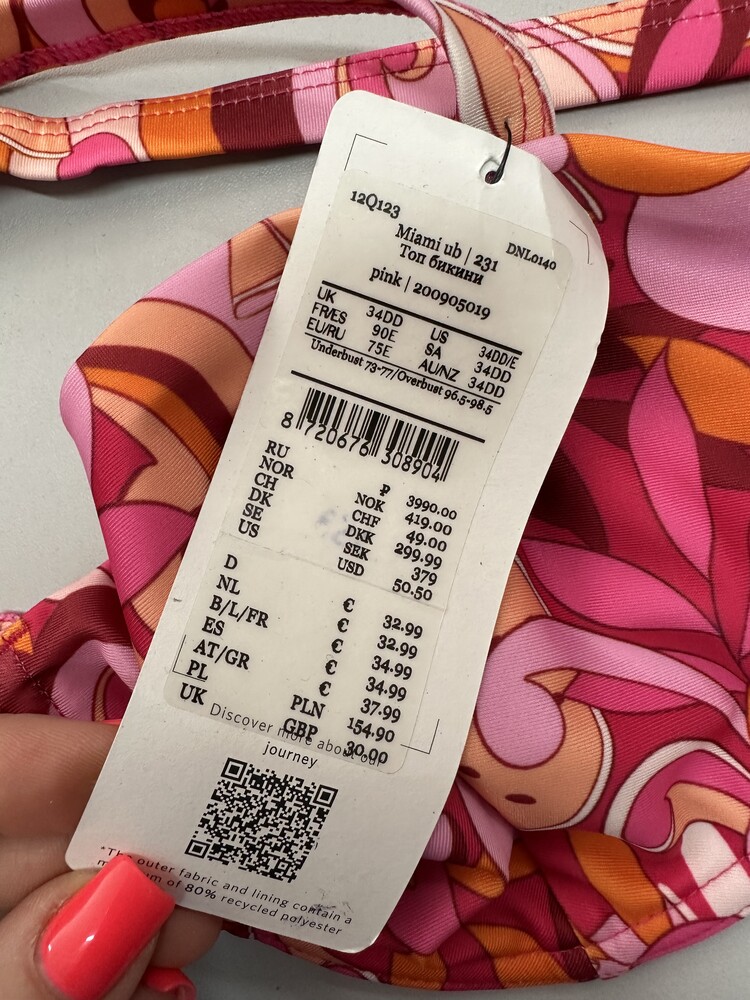 12Q123
DNL0140
Miami ub | 231
Топ бикини
pink | 200905019
UK 34DD US 34DD/E
FR/ES 90E SA 34DD
EU/RU 75E AU/NZ 34DD
Underbust 73-77/Overbust 96.5-98.5
8 720676 308904
RU ₽ 3990.00
NOR NOK 419.00
CH CHF 49.00
DK DKK 299.99
SE SEK 379
US USD 50.50
D € 32.99
NL € 32.99
B/L/FR € 34.99
ES € 34.99
AT/GR 37.99
PL PLN 154.90
UK GBP 30.00
Discover more about our
journey
*The outer fabric and lining contain a
of 80% recycled polyester